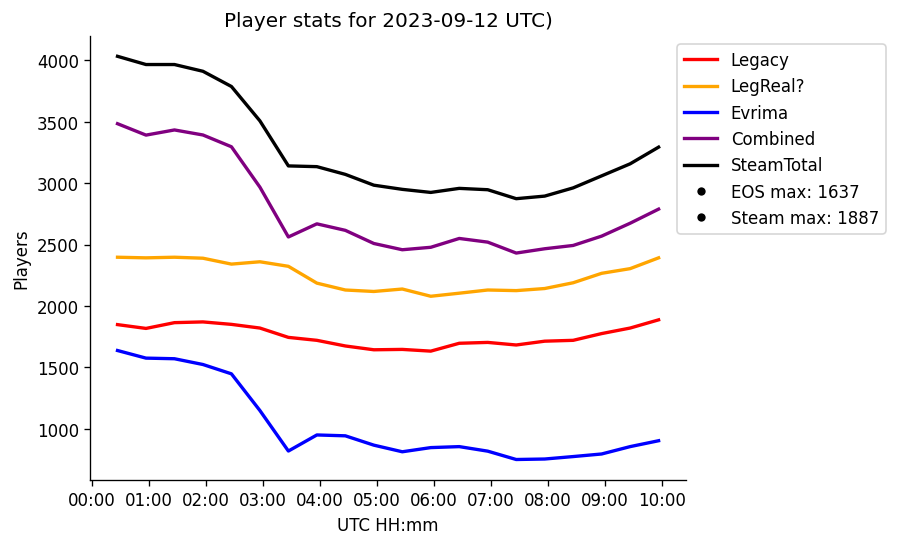 Player stats for 2023-09-12 UTC)
4000
3500
3000
2500
2000
1500
1000
Players
00:00 01:00 02:00 03:00 04:00 05:00 06:00 07:00 08:00 09:00 10:00
UTC HH:mm
Legacy
LegReal?
Evrima
Combined
SteamTotal
EOS max: 1637
Steam max: 1887